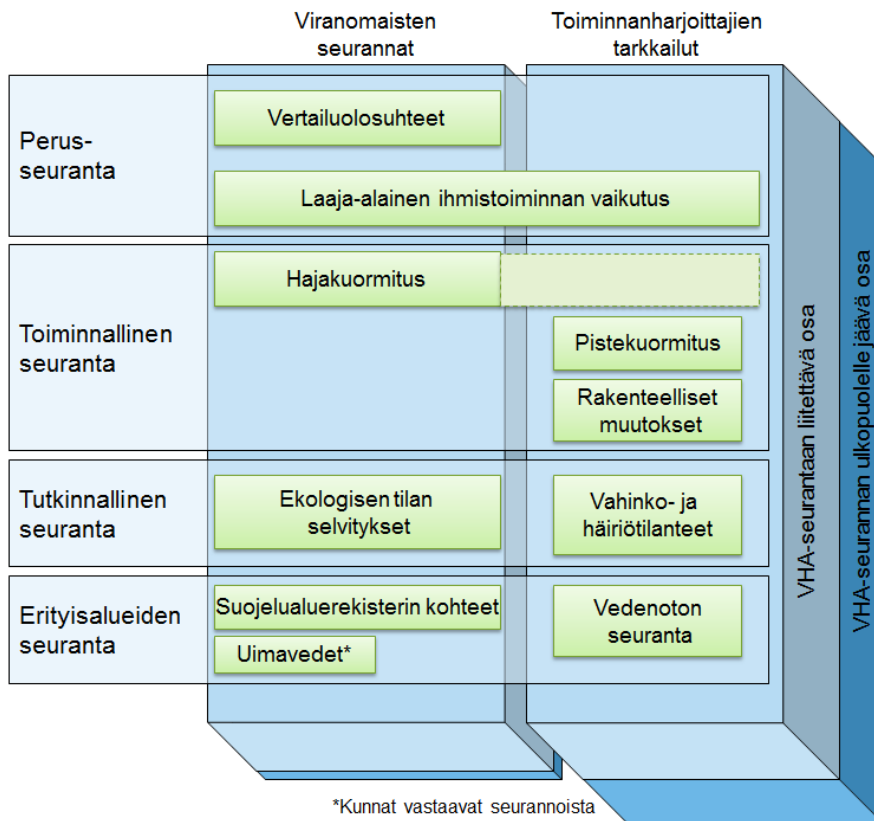 Viranomaisten
seurannat
Toiminnanharjoittajien
tarkkailut
Perus-
seuranta
Vertailuolosuhteet
Laaja-alainen ihmistoiminnan vaikutus
Toiminnallinen
seuranta
Hajakuormitus
Pistekuormitus
Rakenteelliset
muutokset
Tutkinnallinen
seuranta
Ekologisen tilan
selvitykset
Vahinko- ja
häiriötilanteet
Erityisalueiden
seuranta
Suojelualuerekisterin kohteet
Uimavedet*
Vedenoton
seuranta
VHA-seurantaan liitettävä osa
VHA-seurannan ulkopuolelle jäävä osa
*Kunnat vastaavat seurannoista